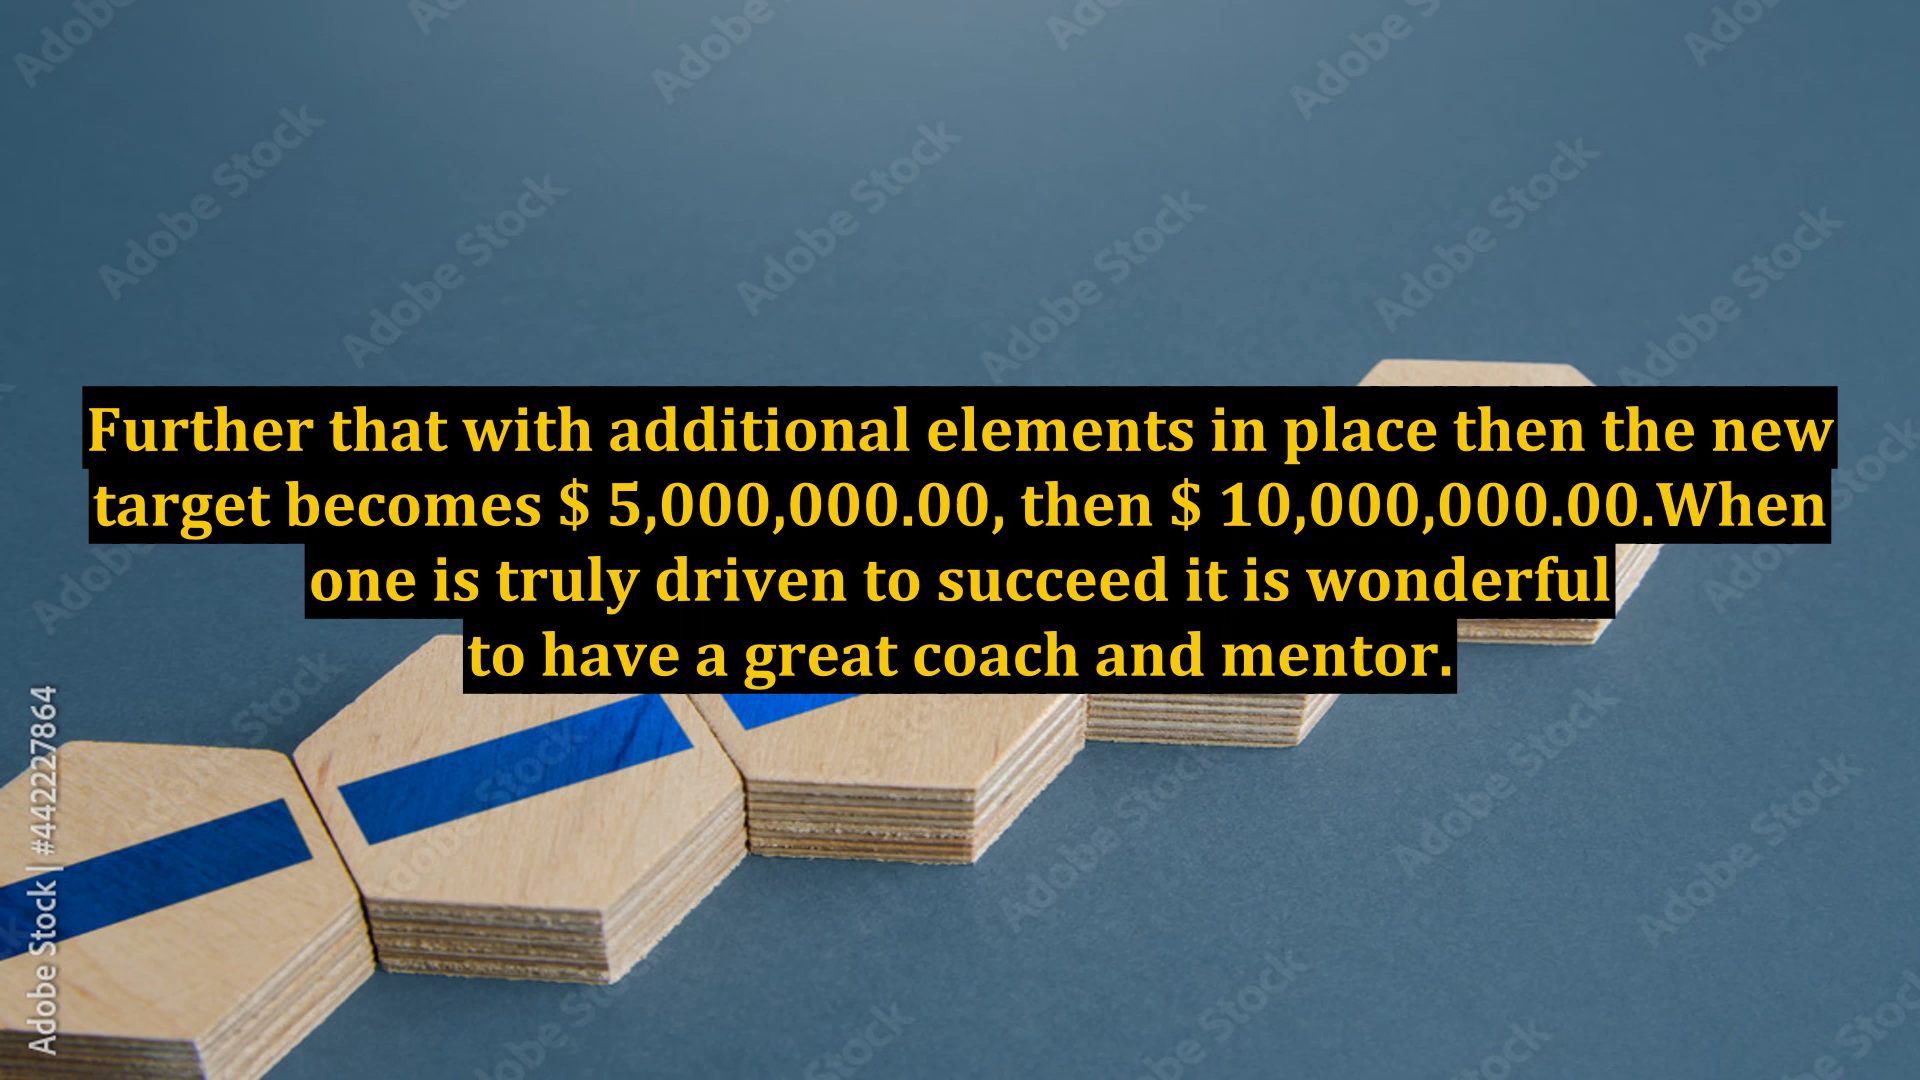 Further that with additional elements in place then the new
target becomes $ 5,000,000.00, then $ 10,000,000.00.When
one is truly driven to succeed it is wonderful
to have a great coach and mentor.
Adobe Stock | #442227864